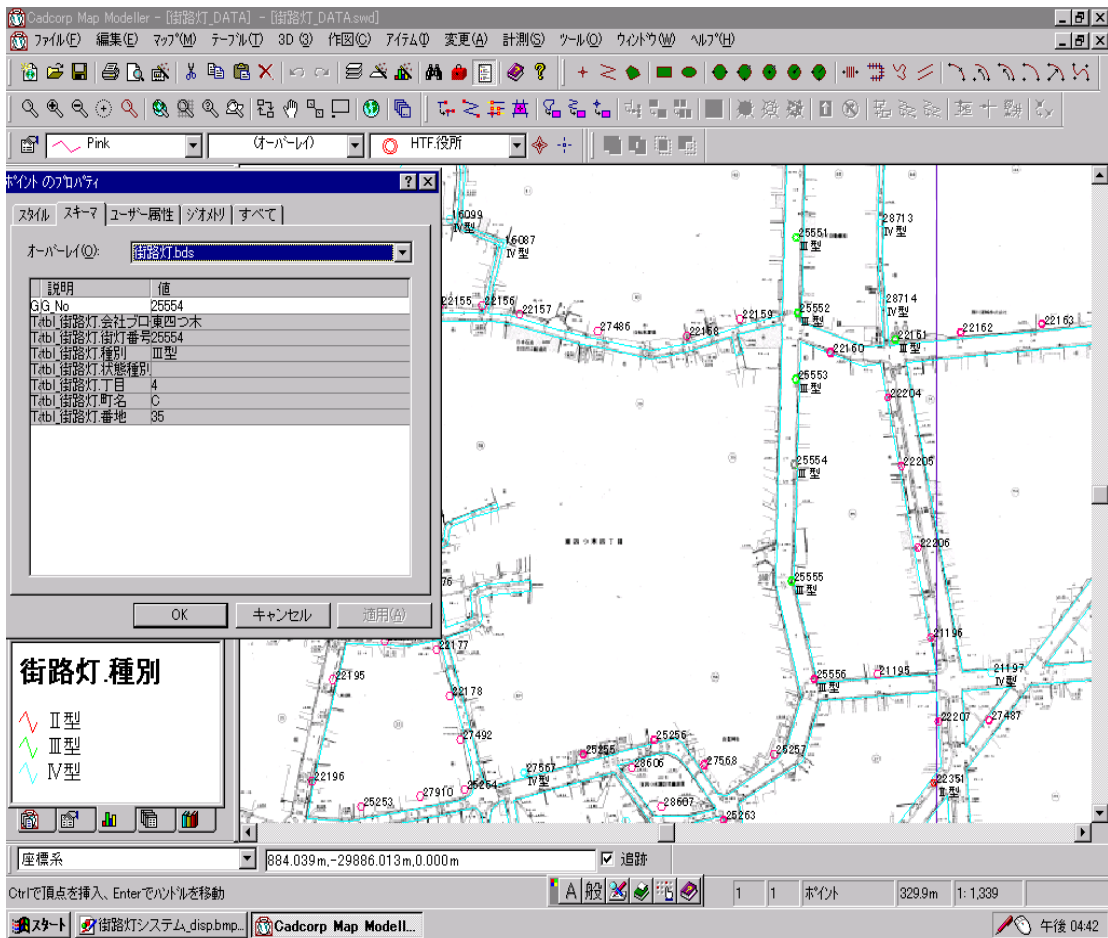 Cadcorp Map Modeller - [街路灯_DATA] - [街路灯_DATA.swd]
ファイル(F) 編集(E) マップ(M) テーブル(T) 3D (3) 作図(C) アイテム(I) 変更(A) 計測(S) ツール(O) ウィンドウ(W) ヘルプ(H)
Pink (オーバーレイ) HTF.役所
ポイント のプロパティ
スタイル スキーマ ユーザー属性 ジオメトリ すべて
オーバーレイ(O): 街路灯.bds
説明 値
G_No 25554
Tabl_街路灯.会社ブロ 東四つ木
Tabl_街路灯.街灯番号 25554
Tabl_街路灯.種別 Ⅲ型
Tabl_街路灯.状態種別
Tabl_街路灯.丁目 4
Tabl_街路灯.町名 C
Tabl_街路灯.番地 35
OK キャンセル 適用(A)
街路灯.種別
Ⅱ型
Ⅲ型
Ⅳ型
16099
Ⅳ型
16087
Ⅳ型
25551
Ⅲ型
28713
Ⅳ型
22155 22156
22157
27486
22158
22159
25552
Ⅲ型
28714
Ⅳ型
22161
Ⅲ型
22162
22163
22160
25553
Ⅲ型
22204
25554
Ⅲ型
22205
22206
東四つ木四丁目
25555
Ⅲ型
76
21196
22177
22195
22178
25556
Ⅲ型
21195
21197
Ⅳ型
22207
27487
27492
25255
25256
25257
28606
27568
27567
Ⅳ型
22196
25264
27910
25253
28607
25263
22351
Ⅲ型
座標系 884.039m,-29886.013m,0.000m 追跡
Ctrlで頂点を挿入、Enterでハンドルを移動 A 般 1 1 ポイント 329.9m 1: 1,339
スタート 街路灯システム_disp.bmp... Cadcorp Map Modell... 午後 04:42